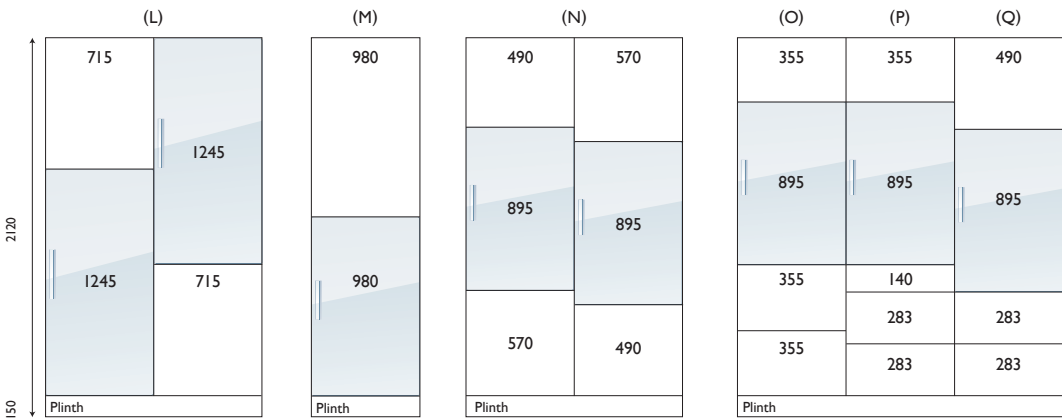 (L) (M) (N) (O) (P) (Q)
715 980 490 570 355 355 490
1245
895 895
895 895 895
2120
1245 715 980 355 140
283 283
570 490 355
283 283
150
Plinth Plinth Plinth Plinth